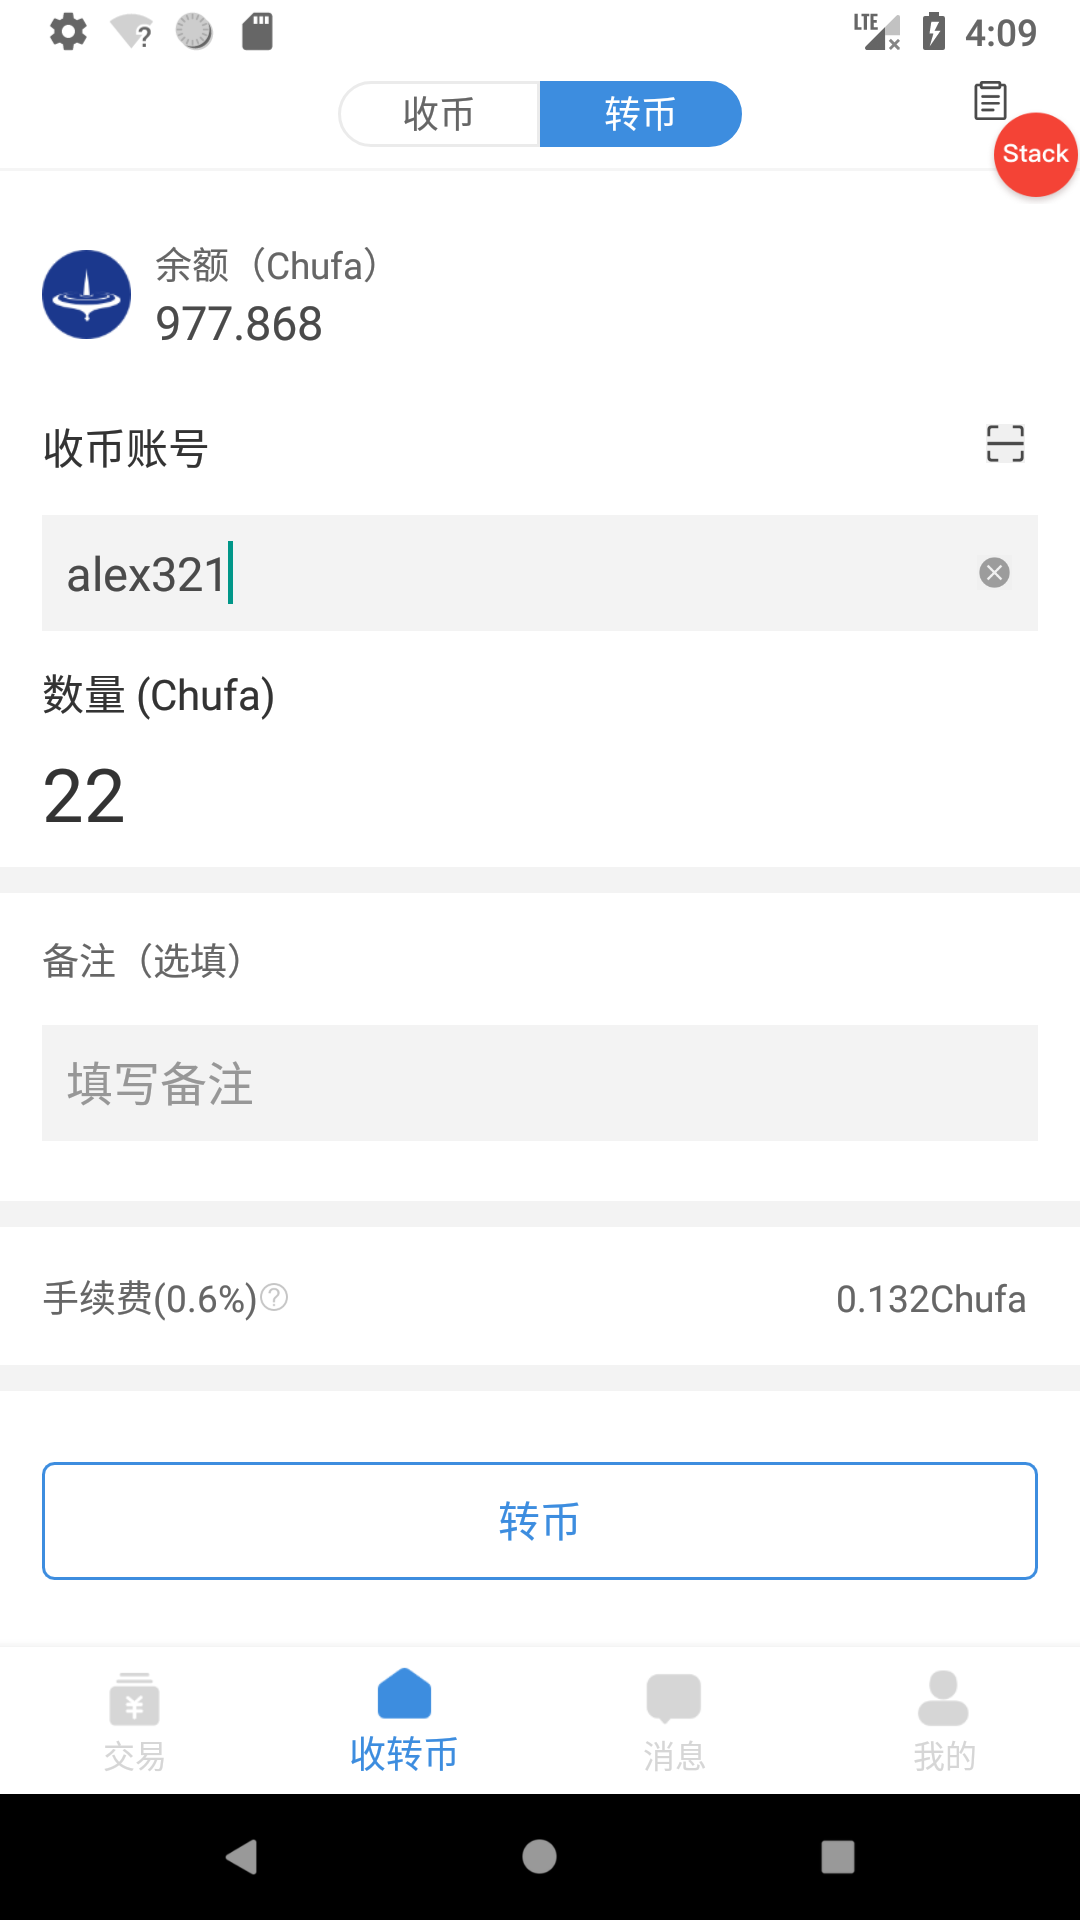 LTE 4:09
收币 转币
Stack
余额（Chufa）
977.868
收币账号
alex321
数量 (Chufa)
22
备注（选填）
填写备注
手续费(0.6%) 0.132Chufa
转币
交易 收转币 消息 我的